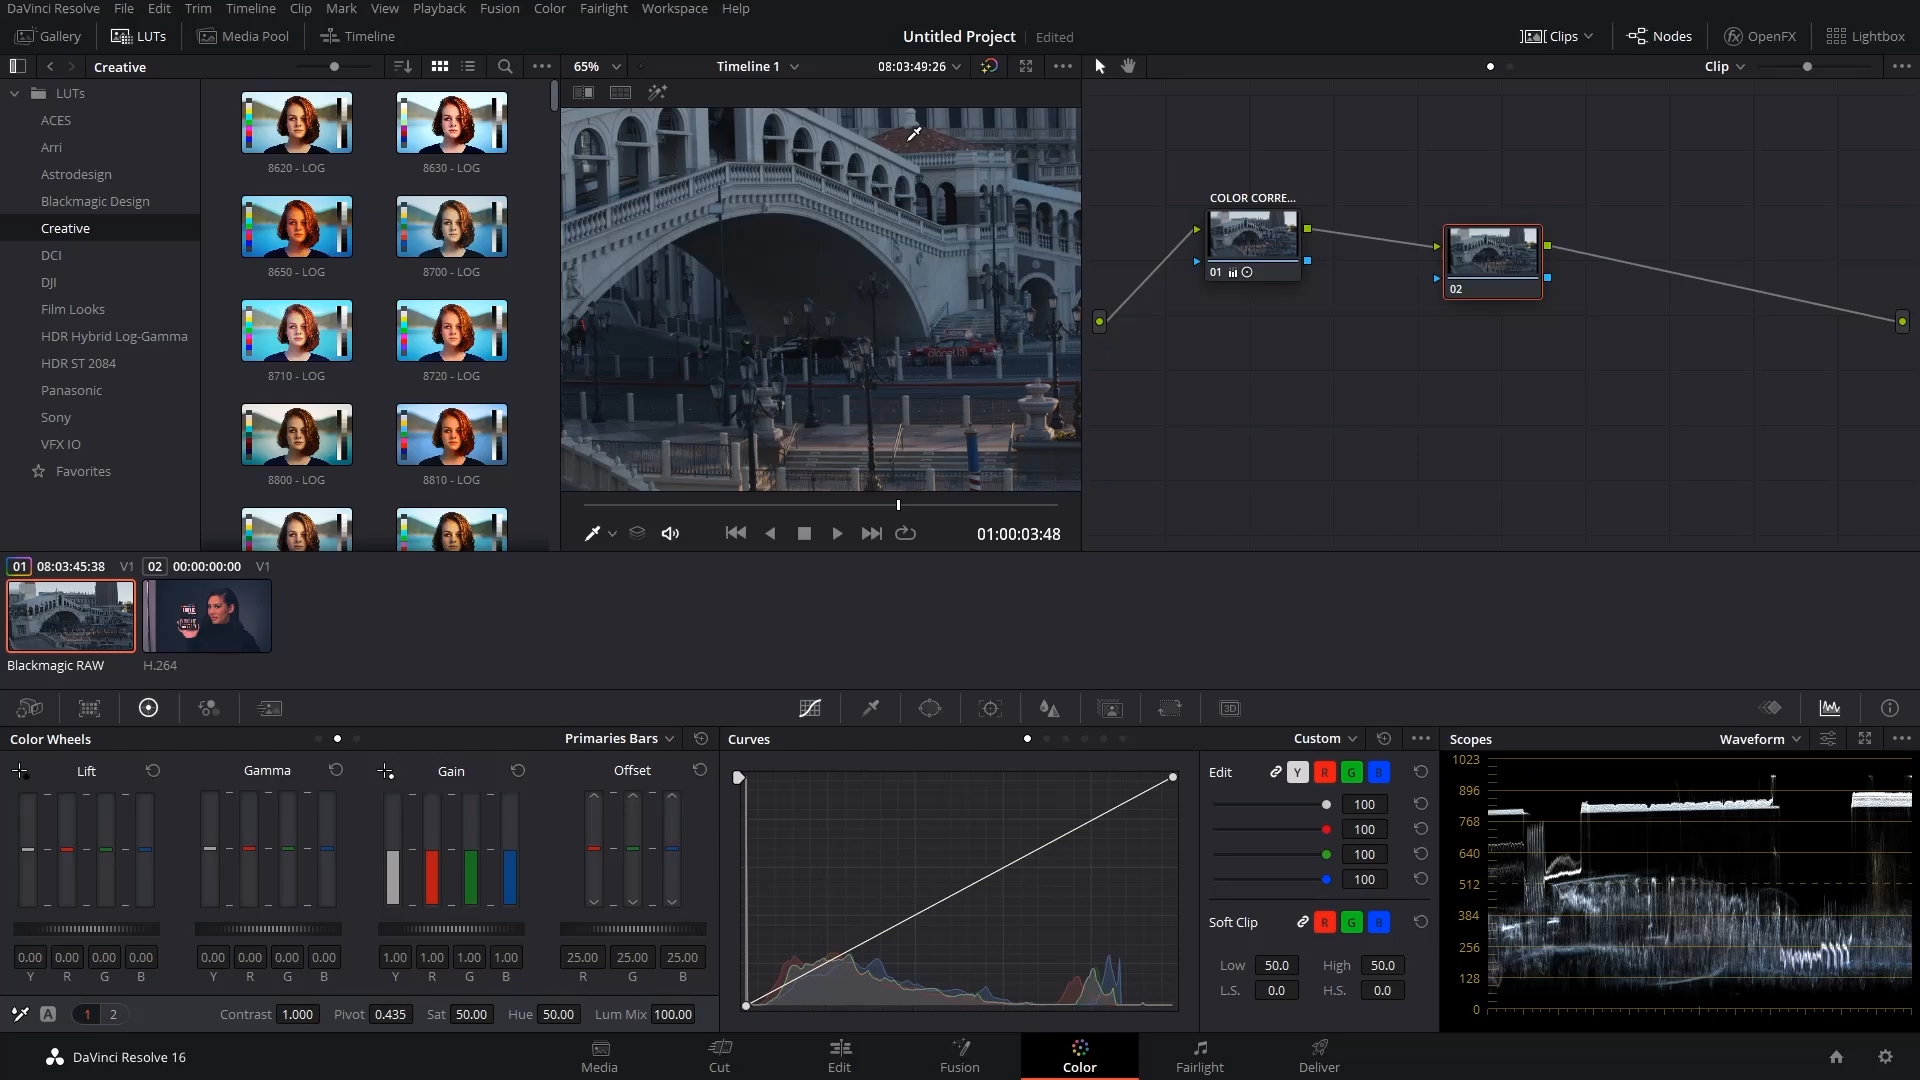 DaVinci Resolve File Edit Trim Timeline Clip Mark View Playback Fusion Color Fairlight Workspace Help
Gallery LUTs Media Pool Timeline Untitled Project Edited Clips Nodes OpenFX Lightbox
Creative 65% Timeline 1 08:03:49:26 Clip
LUTs
ACES
Arri
Astrodesign
Blackmagic Design
Creative
DCI
DJI
Film Looks
HDR Hybrid Log-Gamma
HDR ST 2084
Panasonic
Sony
VFX IO
Favorites
8620 - LOG 8630 - LOG
8650 - LOG 8700 - LOG
8710 - LOG 8720 - LOG
8800 - LOG 8810 - LOG
COLOR CORRE...
01
02
01:00:03:48
01 08:03:45:38 V1 02 00:00:00:00 V1
Blackmagic RAW H.264
3D
Color Wheels Primaries Bars Curves Custom Scopes Waveform
Lift Gamma Gain Offset
0.00 0.00 0.00 0.00 0.00 0.00 0.00 0.00 1.00 1.00 1.00 1.00 25.00 25.00 25.00
Y R G B Y R G B Y R G B R G B
A 1 2 Contrast 1.000 Pivot 0.435 Sat 50.00 Hue 50.00 Lum Mix 100.00
Edit Y R G B
100
100
100
100
Soft Clip R G B
Low 50.0 High 50.0
L.S. 0.0 H.S. 0.0
1023
896
768
640
512
384
256
128
0
DaVinci Resolve 16 Media Cut Edit Fusion Color Fairlight Deliver